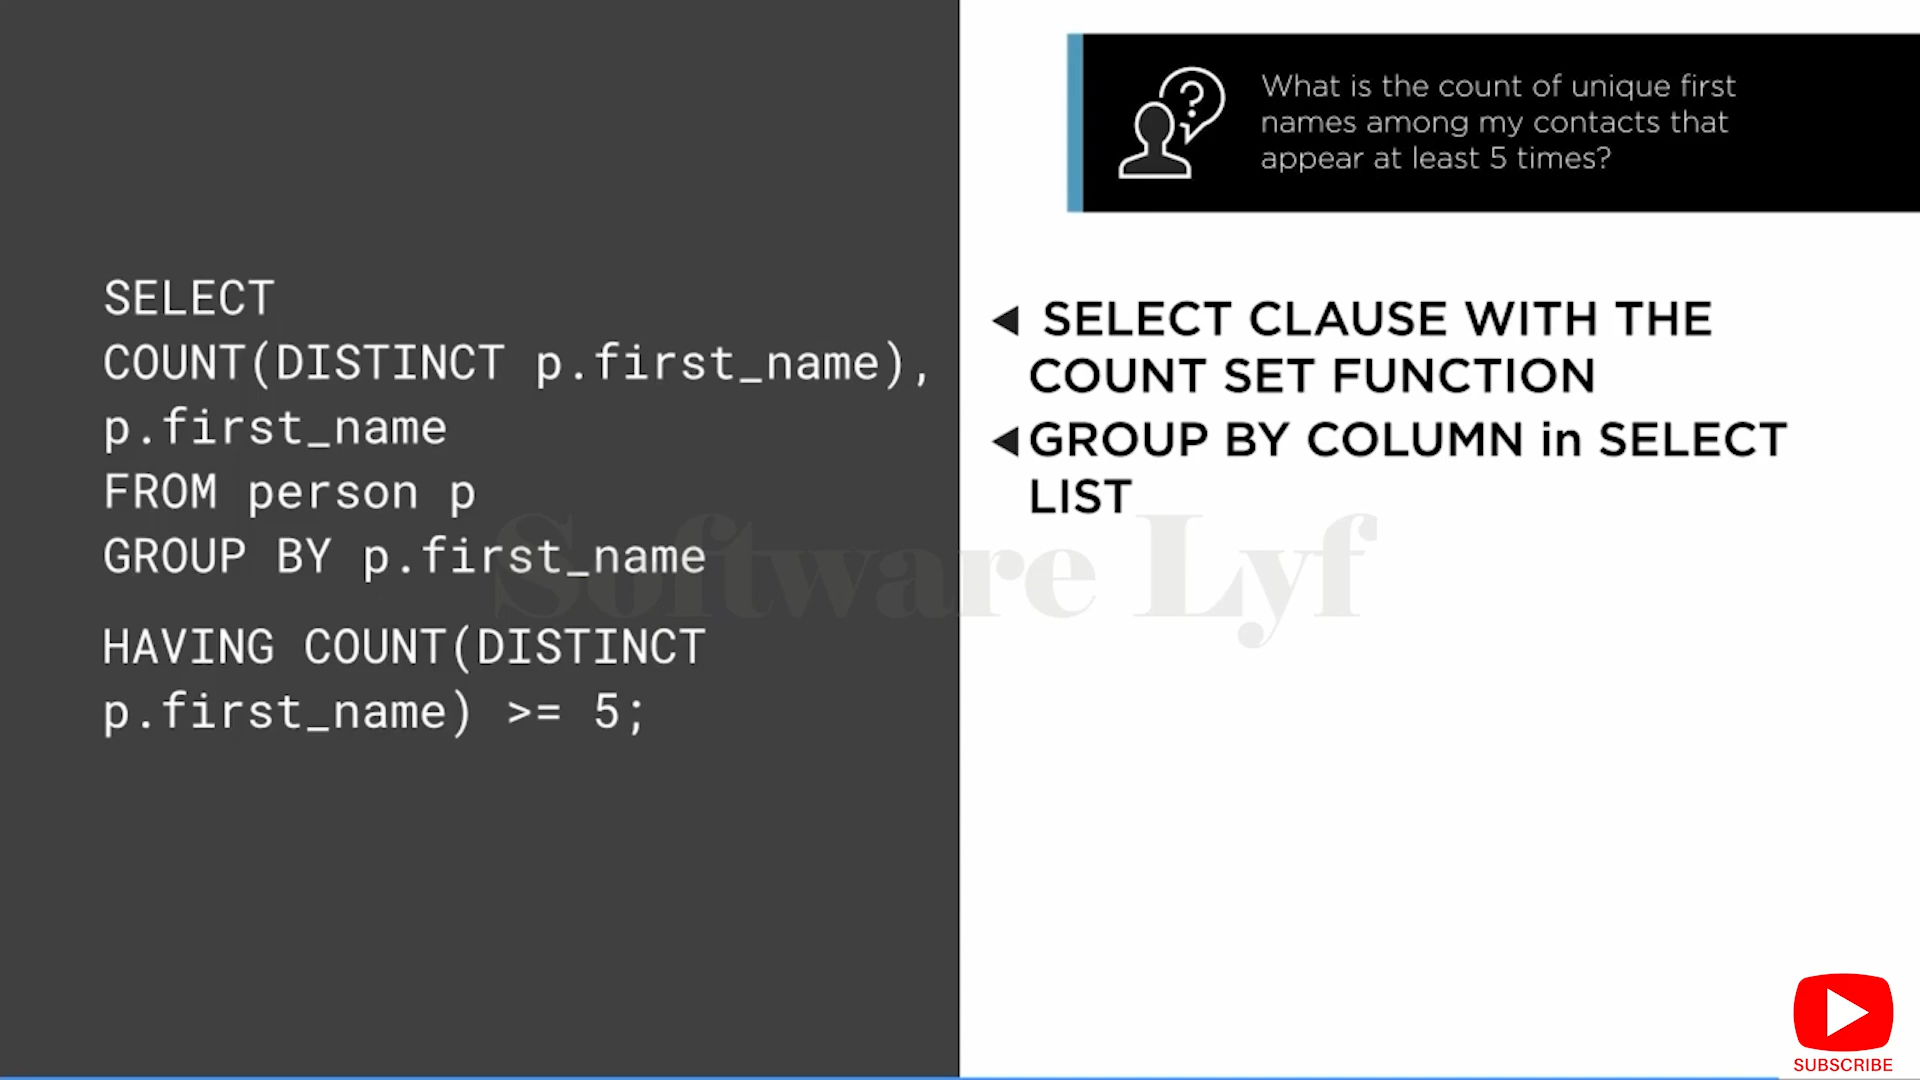 What is the count of unique first
names among my contacts that
appear at least 5 times?
SELECT
COUNT(DISTINCT p.first_name),
p.first_name
FROM person p
GROUP BY p.first_name
HAVING COUNT(DISTINCT
p.first_name) >= 5;
SELECT CLAUSE WITH THE
COUNT SET FUNCTION
GROUP BY COLUMN in SELECT
LIST
Software Lyf
SUBSCRIBE